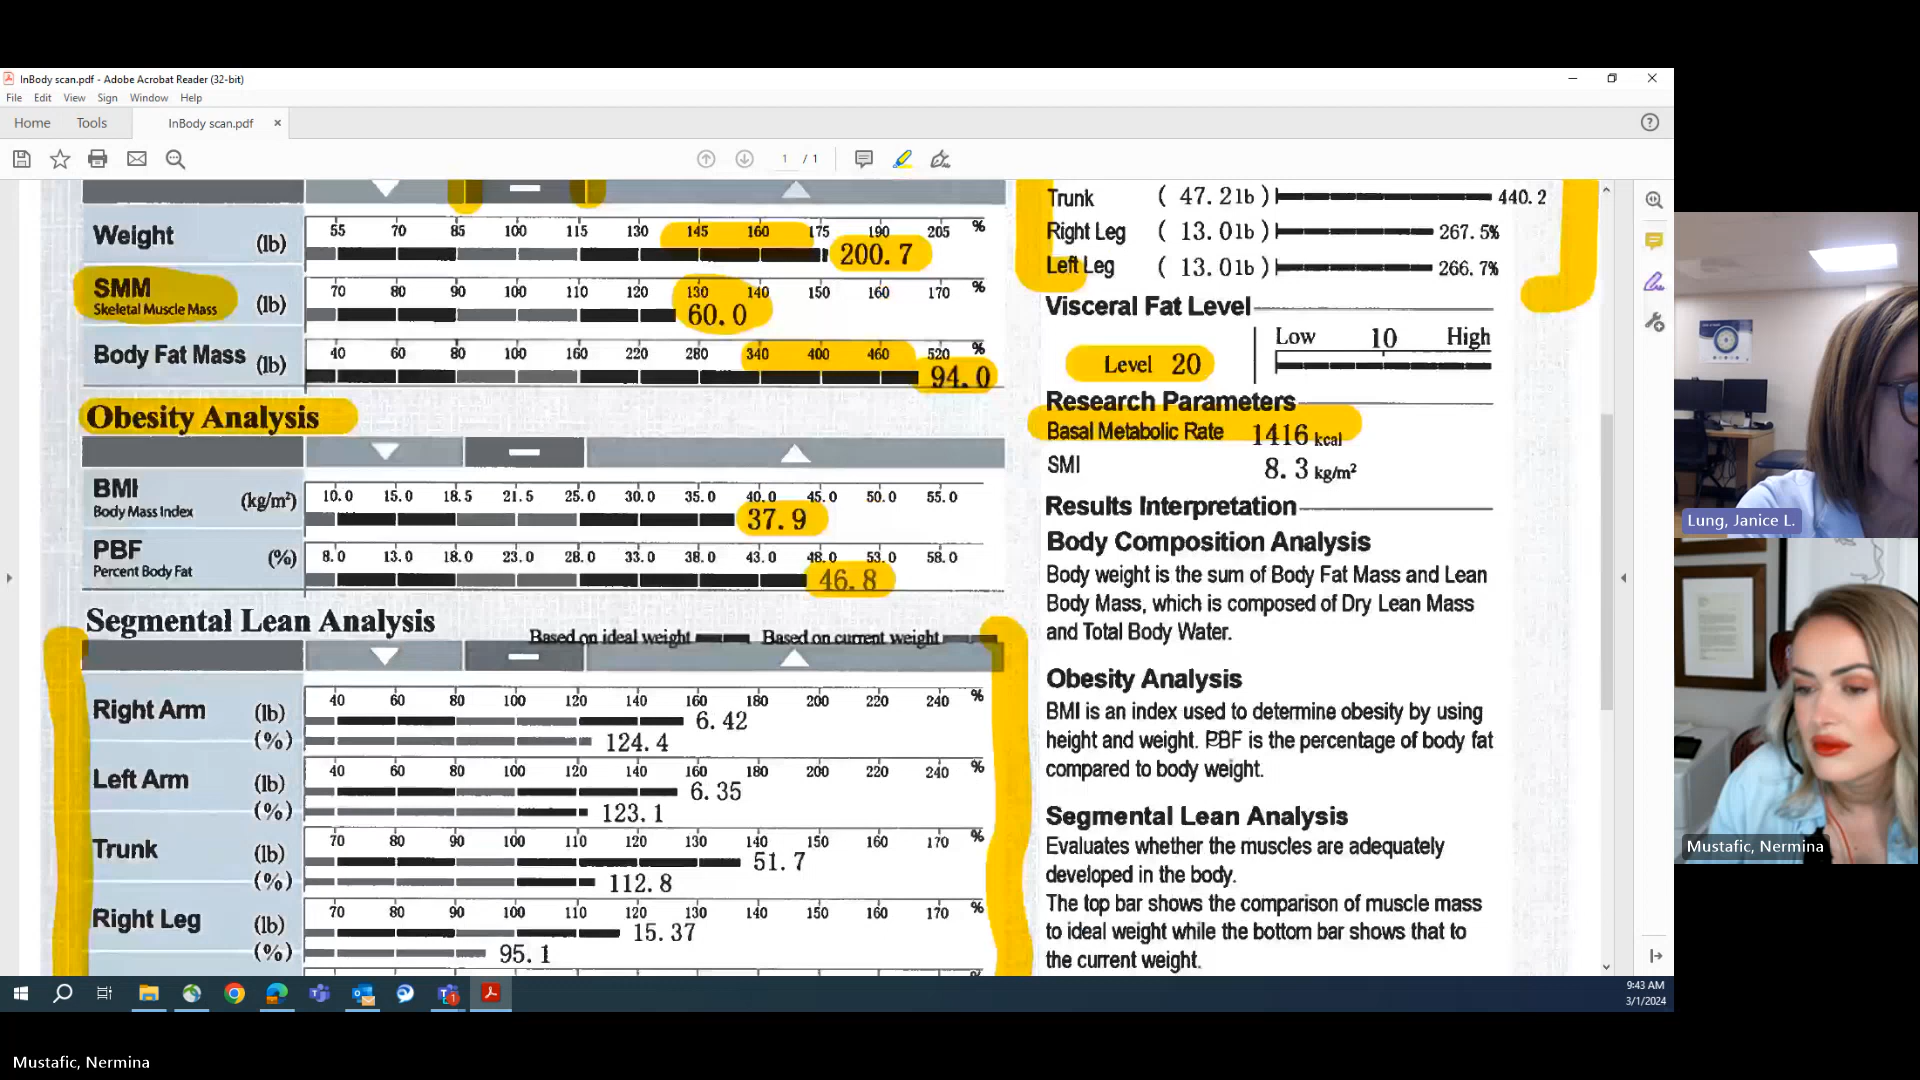 InBody scan.pdf - Adobe Acrobat Reader (32-bit)
File Edit View Sign Window Help
Home Tools InBody scan.pdf ×
1 / 1
Weight (lb) 55 70 85 100 115 130 145 160 175 190 205 %
200.7
SMM (lb) 70 80 90 100 110 120 130 140 150 160 170 %
Skeletal Muscle Mass 60.0
Body Fat Mass (lb) 40 60 80 100 160 220 280 340 400 460 520 %
94.0
Obesity Analysis
BMI (kg/m²) 10.0 15.0 18.5 21.5 25.0 30.0 35.0 40.0 45.0 50.0 55.0
Body Mass Index 37.9
PBF (%) 8.0 13.0 18.0 23.0 28.0 33.0 38.0 43.0 48.0 53.0 58.0
Percent Body Fat 46.8
Segmental Lean Analysis
Based on ideal weight Based on current weight
Right Arm (lb) 40 60 80 100 120 140 160 180 200 220 240 %
6.42
(%) 124.4
Left Arm (lb) 40 60 80 100 120 140 160 180 200 220 240 %
6.35
(%) 123.1
Trunk (lb) 70 80 90 100 110 120 130 140 150 160 170 %
51.7
(%) 112.8
Right Leg (lb) 70 80 90 100 110 120 130 140 150 160 170 %
15.37
(%) 95.1
Trunk ( 47.2lb ) 440.2
Right Leg ( 13.0lb ) 267.5%
Left Leg ( 13.0lb ) 266.7%
Visceral Fat Level
Low 10 High
Level 20
Research Parameters
Basal Metabolic Rate 1416 kcal
SMI 8.3 kg/m²
Results Interpretation
Body Composition Analysis
Body weight is the sum of Body Fat Mass and Lean
Body Mass, which is composed of Dry Lean Mass
and Total Body Water.
Obesity Analysis
BMI is an index used to determine obesity by using
height and weight. PBF is the percentage of body fat
compared to body weight.
Segmental Lean Analysis
Evaluates whether the muscles are adequately
developed in the body.
The top bar shows the comparison of muscle mass
to ideal weight while the bottom bar shows that to
the current weight.
Lung, Janice L.
Mustafic, Nermina
9:43 AM
3/1/2024
Mustafic, Nermina